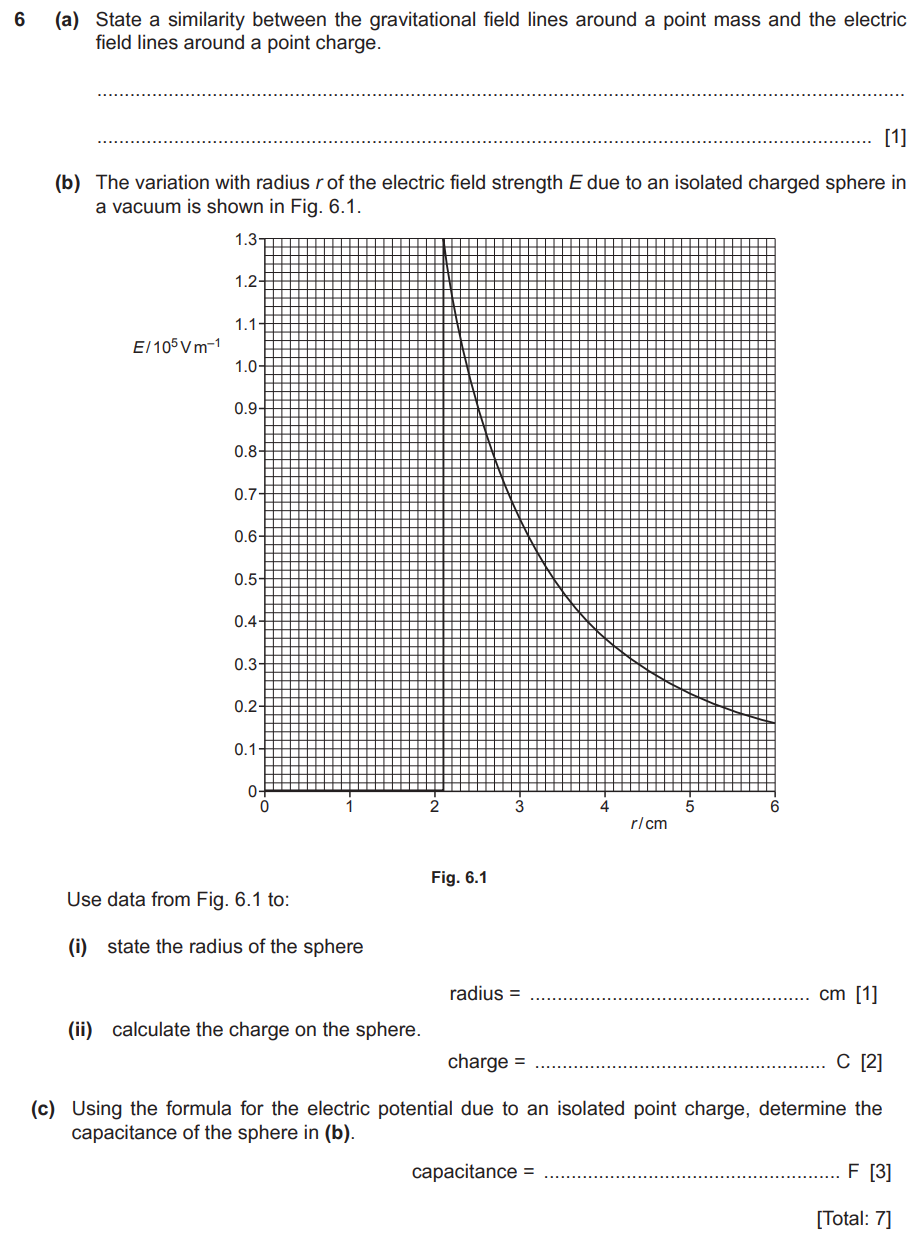 6 (a) State a similarity between the gravitational field lines around a point mass and the electric
field lines around a point charge.
..........................................................................................
.......................................................................................... [1]
(b) The variation with radius r of the electric field strength E due to an isolated charged sphere in
a vacuum is shown in Fig. 6.1.
1.3
1.2
1.1
E/10⁵ V m⁻¹
1.0
0.9
0.8
0.7
0.6
0.5
0.4
0.3
0.2
0.1
0
0 1 2 3 4 5 6
r/cm
Fig. 6.1
Use data from Fig. 6.1 to:
(i) state the radius of the sphere
radius = .................................................. cm [1]
(ii) calculate the charge on the sphere.
charge = .................................................... C [2]
(c) Using the formula for the electric potential due to an isolated point charge, determine the
capacitance of the sphere in (b).
capacitance = ..................................................... F [3]
[Total: 7]